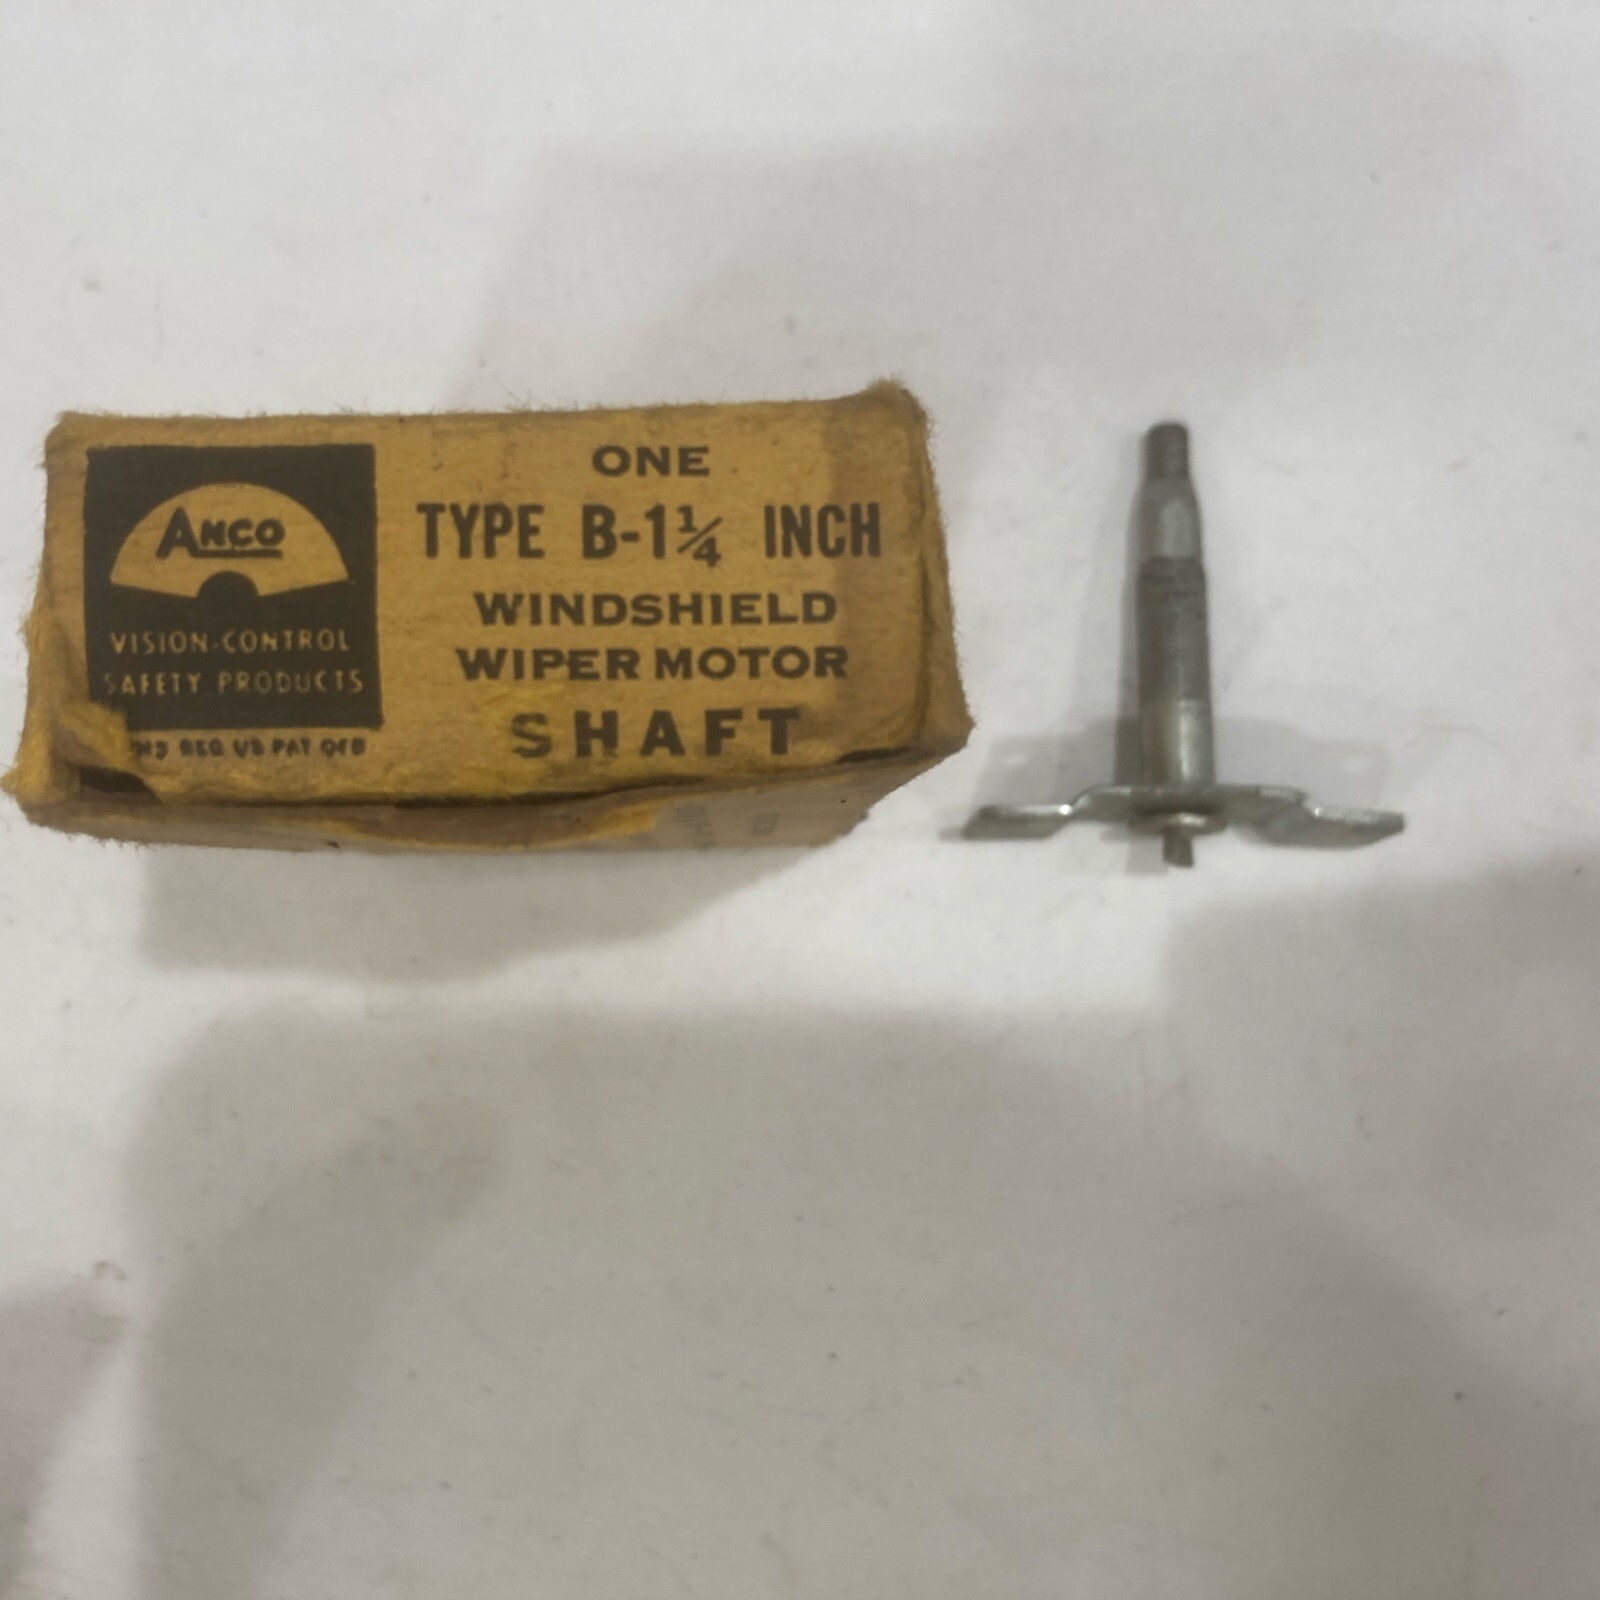 ANCO
VISION-CONTROL
SAFETY PRODUCTS
REG US PAT OFF
ONE
TYPE B-1¼ INCH
WINDSHIELD
WIPER MOTOR
SHAFT